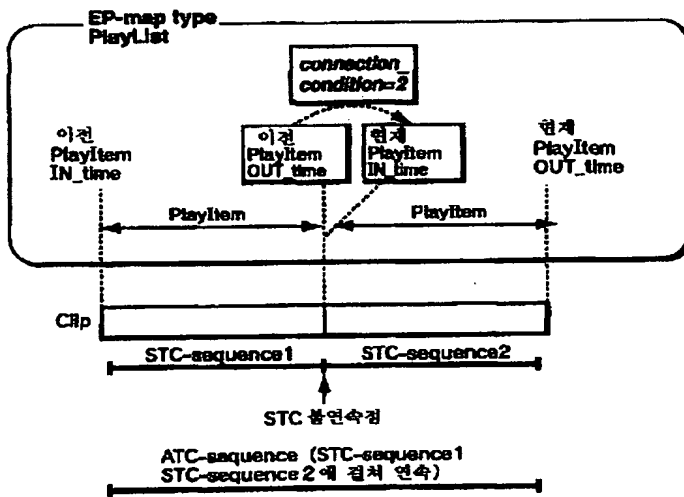 EP-map type
PlayList
connection_
condition=2
이전
PlayItem
IN_time
이전
PlayItem
OUT_time
현재
PlayItem
IN_time
현재
PlayItem
OUT_time
PlayItem
PlayItem
Clip
STC-sequence1
STC-sequence2
STC 불연속점
ATC-sequence (STC-sequence1
STC-sequence2에 걸쳐 연속)